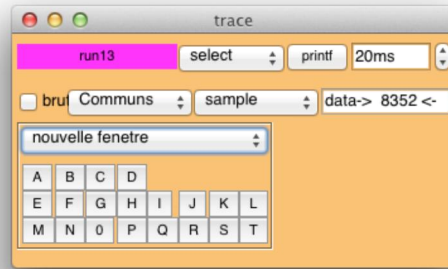 trace
run13 select printf 20ms
brut Communs sample data-> 8352 <-
nouvelle fenetre
A B C D
E F G H I J K L
M N 0 P Q R S T